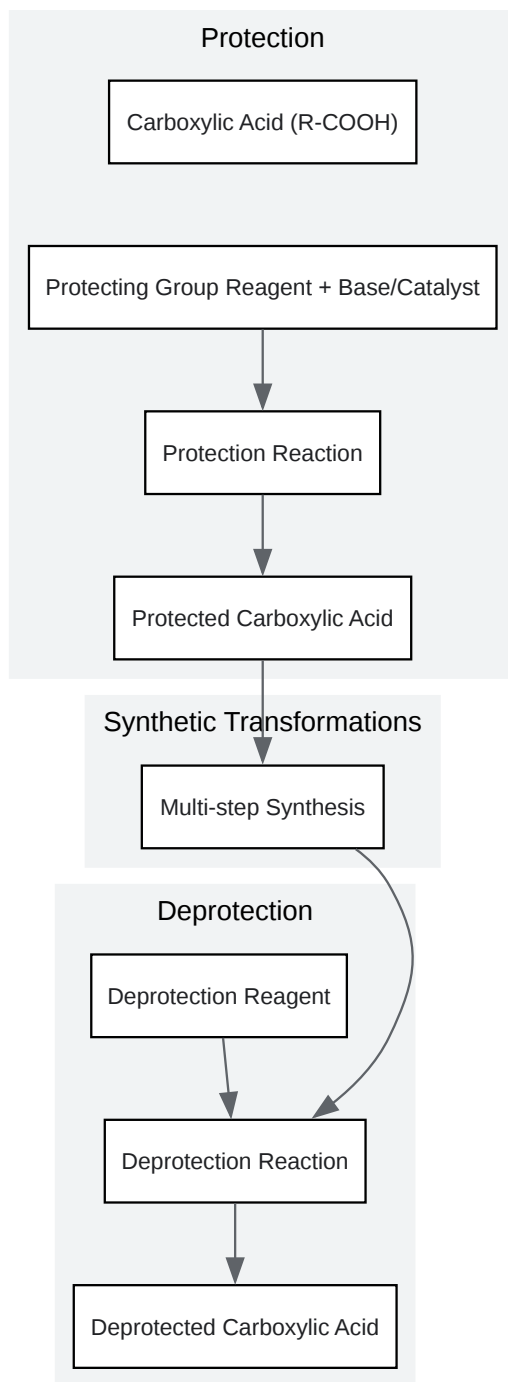 Protection
Carboxylic Acid (R-COOH)
Protecting Group Reagent + Base/Catalyst
Protection Reaction
Protected Carboxylic Acid
Synthetic Transformations
Multi-step Synthesis
Deprotection
Deprotection Reagent
Deprotection Reaction
Deprotected Carboxylic Acid